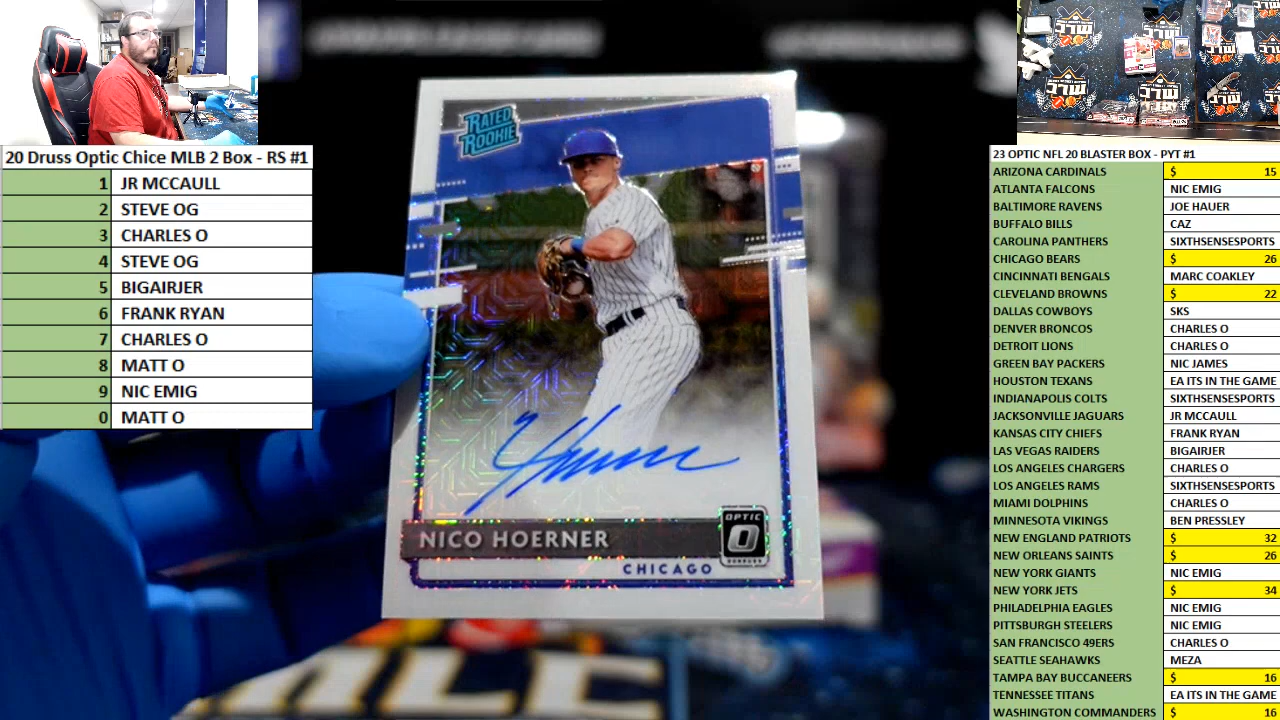 20 Druss Optic Chice MLB 2 Box - RS #1
1 JR MCCAULL
2 STEVE OG
3 CHARLES O
4 STEVE OG
5 BIGAIRJER
6 FRANK RYAN
7 CHARLES O
8 MATT O
9 NIC EMIG
0 MATT O
RATED
ROOKIE
NICO HOERNER
OPTIC
O
DONRUSS
CHICAGO
23 OPTIC NFL 20 BLASTER BOX - PYT #1
ARIZONA CARDINALS $ 15
ATLANTA FALCONS NIC EMIG
BALTIMORE RAVENS JOE HAUER
BUFFALO BILLS CAZ
CAROLINA PANTHERS SIXTHSENSESPORTS
CHICAGO BEARS $ 26
CINCINNATI BENGALS MARC COAKLEY
CLEVELAND BROWNS $ 22
DALLAS COWBOYS SKS
DENVER BRONCOS CHARLES O
DETROIT LIONS CHARLES O
GREEN BAY PACKERS NIC JAMES
HOUSTON TEXANS EA ITS IN THE GAME
INDIANAPOLIS COLTS SIXTHSENSESPORTS
JACKSONVILLE JAGUARS JR MCCAULL
KANSAS CITY CHIEFS FRANK RYAN
LAS VEGAS RAIDERS BIGAIRJER
LOS ANGELES CHARGERS CHARLES O
LOS ANGELES RAMS SIXTHSENSESPORTS
MIAMI DOLPHINS CHARLES O
MINNESOTA VIKINGS BEN PRESSLEY
NEW ENGLAND PATRIOTS $ 32
NEW ORLEANS SAINTS $ 26
NEW YORK GIANTS NIC EMIG
NEW YORK JETS $ 34
PHILADELPHIA EAGLES NIC EMIG
PITTSBURGH STEELERS NIC EMIG
SAN FRANCISCO 49ERS CHARLES O
SEATTLE SEAHAWKS MEZA
TAMPA BAY BUCCANEERS $ 16
TENNESSEE TITANS EA ITS IN THE GAME
WASHINGTON COMMANDERS $ 16